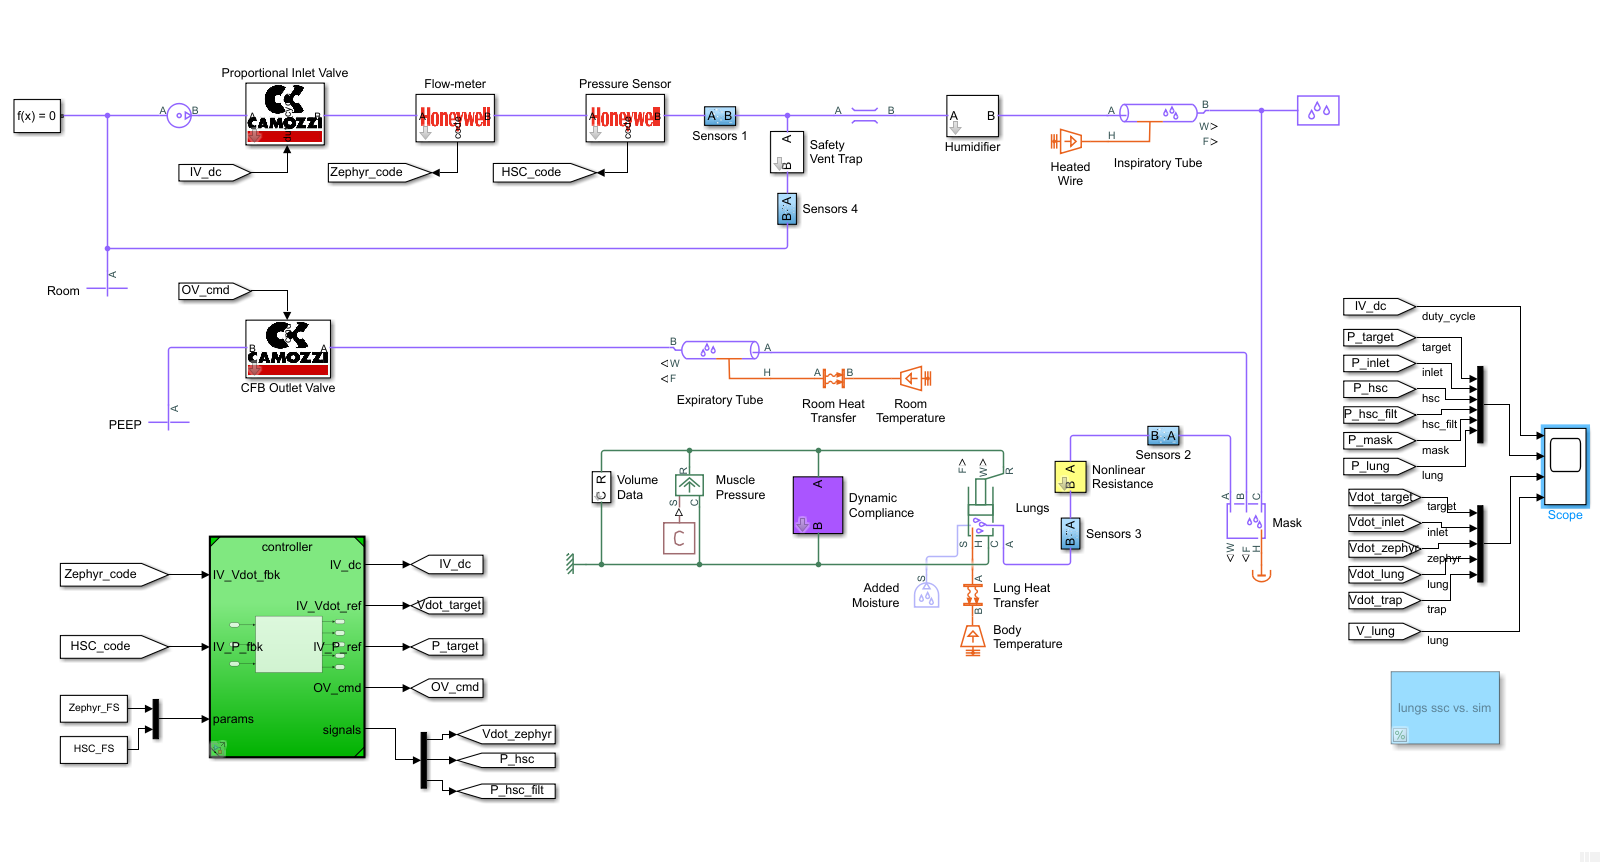 Proportional Inlet Valve
Flow-meter
Pressure Sensor
f(x) = 0
A
B
CAMOZZI
A
B
Honeywell
A
B
code
Honeywell
A
B
code
A B
Sensors 1
A
B
A
B
Humidifier
A
B
W>
F>
H
Inspiratory Tube
Heated
Wire
IV_dc
Zephyr_code
HSC_code
A
B
Safety
Vent Trap
A
B
Sensors 4
A
Room
OV_cmd
B
A
CAMOZZI
CFB Outlet Valve
A
PEEP
B
A
<W
<F
H
Expiratory Tube
A
B
Room Heat
Transfer
Room
Temperature
R
C
Volume
Data
R
S
C
Muscle
Pressure
C
A
B
Dynamic
Compliance
F>
W>
R
S
H
C
A
Lungs
B A
Sensors 2
A
B
Nonlinear
Resistance
A
B
Sensors 3
A
B
C
<W
<F
H
Mask
S
Added
Moisture
A
B
Lung Heat
Transfer
Body
Temperature
IV_dc
duty_cycle
P_target
target
P_inlet
inlet
P_hsc
hsc
P_hsc_filt
hsc_filt
P_mask
mask
P_lung
lung
Vdot_target
target
Vdot_inlet
inlet
Vdot_zephyr
zephyr
Vdot_lung
lung
Vdot_trap
trap
V_lung
lung
Scope
lungs ssc vs. sim
%
controller
Zephyr_code
IV_Vdot_fbk
IV_dc
IV_dc
IV_Vdot_ref
Vdot_target
HSC_code
IV_P_fbk
IV_P_ref
P_target
OV_cmd
OV_cmd
Zephyr_FS
HSC_FS
params
signals
Vdot_zephyr
P_hsc
P_hsc_filt